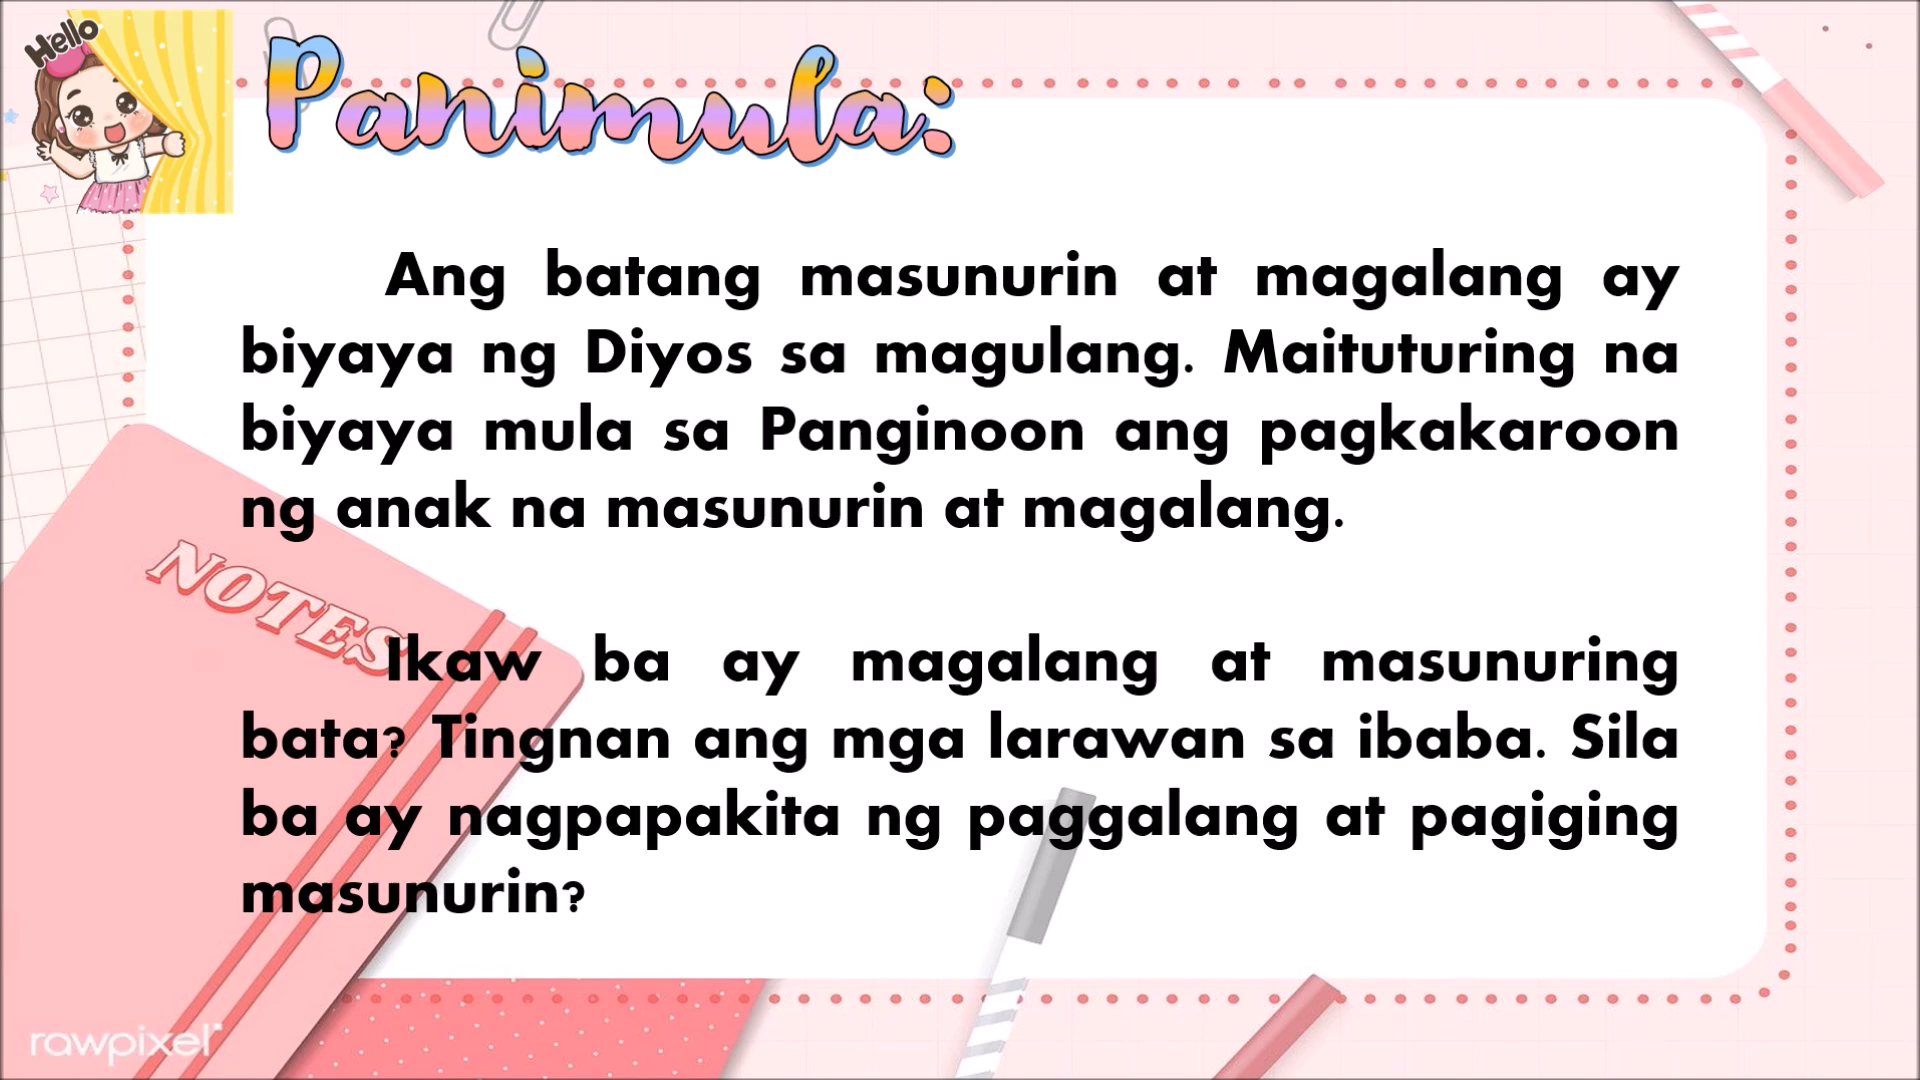 Hello
Panimula:
Ang batang masunurin at magalang ay
biyaya ng Diyos sa magulang. Maituturing na
biyaya mula sa Panginoon ang pagkakaroon
ng anak na masunurin at magalang.
NOTES
Ikaw ba ay magalang at masunuring
bata? Tingnan ang mga larawan sa ibaba. Sila
ba ay nagpapakita ng paggalang at pagiging
masunurin?
rawpixel